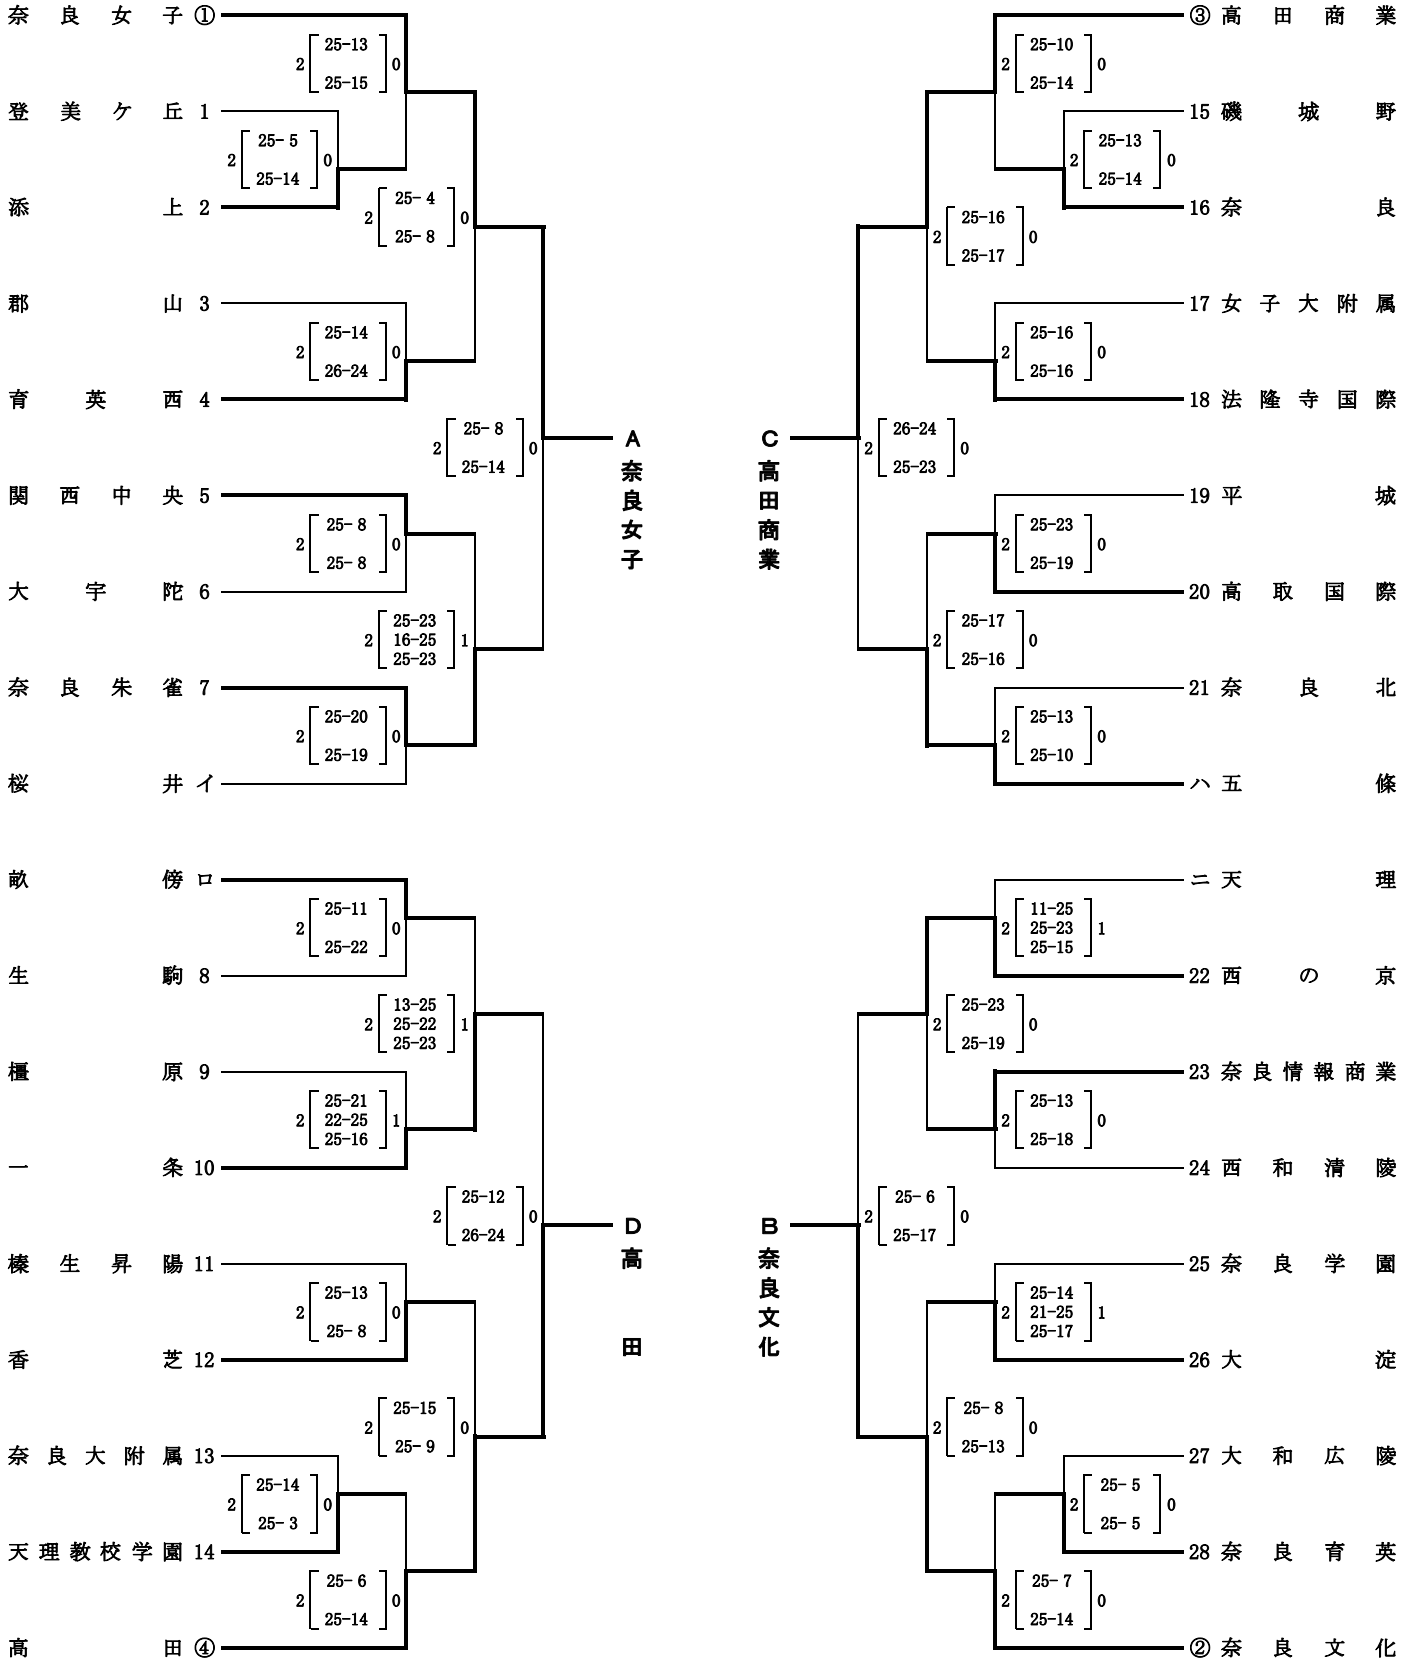 奈良女子 ①
2 25-13 0
25-15
登美ケ丘 1
2 25- 5 0
25-14
添上 2
2 25- 4 0
25- 8
郡山 3
2 25-14 0
26-24
育英西 4
2 25- 8 0
25-14
関西中央 5
2 25- 8 0
25- 8
大宇陀 6
25-23
2 16-25 1
25-23
奈良朱雀 7
2 25-20 0
25-19
桜井 イ
A
奈良女子
畝傍 ロ
2 25-11 0
25-22
生駒 8
13-25
2 25-22 1
25-23
橿原 9
25-21
2 22-25 1
25-16
一条 10
2 25-12 0
26-24
榛生昇陽 11
2 25-13 0
25- 8
香芝 12
2 25-15 0
25- 9
奈良大附属 13
2 25-14 0
25- 3
天理教校学園 14
2 25- 6 0
25-14
高田 ④
D
高田
③ 高田商業
2 25-10 0
25-14
15 磯城野
2 25-13 0
25-14
16 奈良
2 25-16 0
25-17
17 女子大附属
2 25-16 0
25-16
18 法隆寺国際
2 26-24 0
25-23
19 平城
2 25-23 0
25-19
20 高取国際
2 25-17 0
25-16
21 奈良北
2 25-13 0
25-10
ハ 五條
C
高田商業
ニ 天理
11-25
2 25-23 1
25-15
22 西の京
2 25-23 0
25-19
23 奈良情報商業
2 25-13 0
25-18
24 西和清陵
2 25- 6 0
25-17
25 奈良学園
25-14
2 21-25 1
25-17
26 大淀
2 25- 8 0
25-13
27 大和広陵
2 25- 5 0
25- 5
28 奈良育英
2 25- 7 0
25-14
② 奈良文化
B
奈良文化